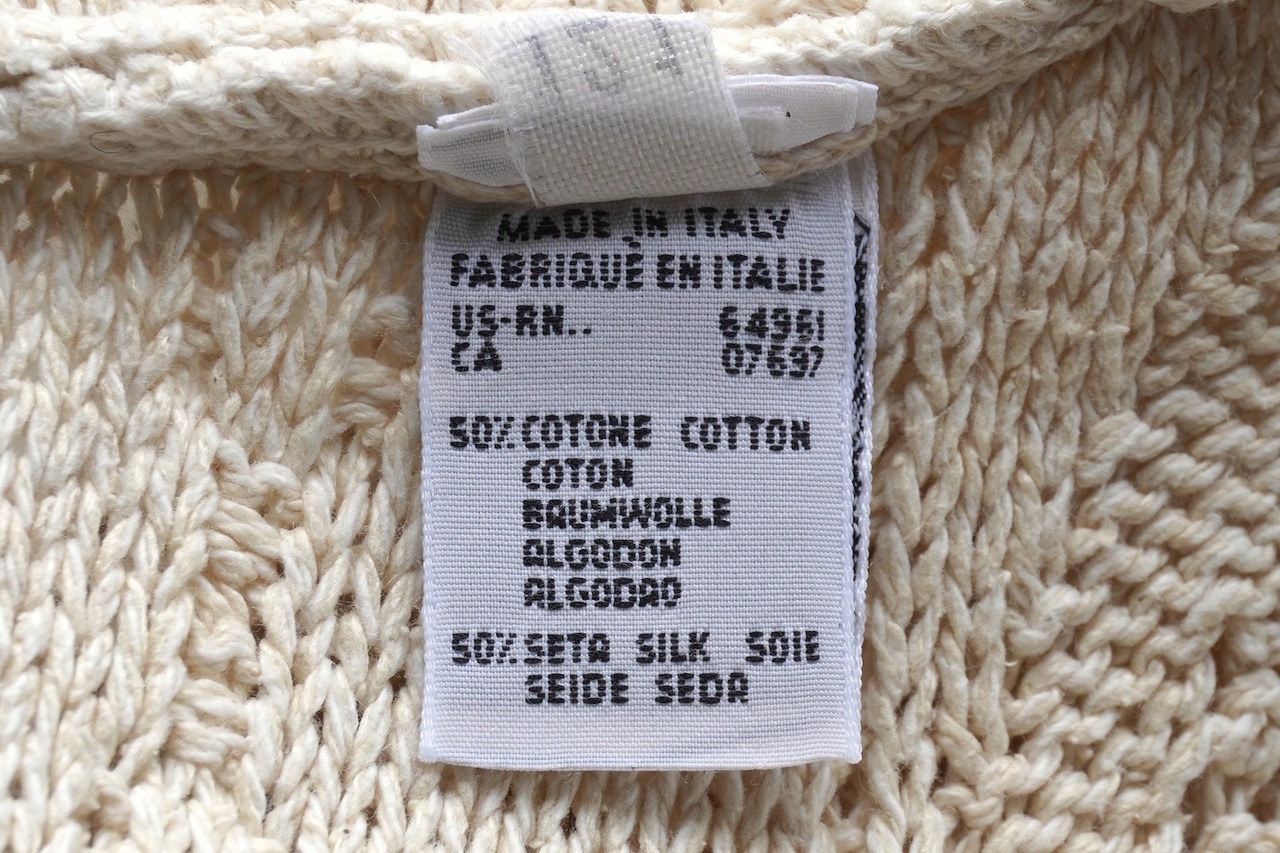 MADE IN ITALY
FABRIQUÉ EN ITALIE
US-RN.. 64961
CA 07697
50% COTONE COTTON
COTON
BAUMWOLLE
ALGODON
ALGODAO
50% SETA SILK SOIE
SEIDE SEDA